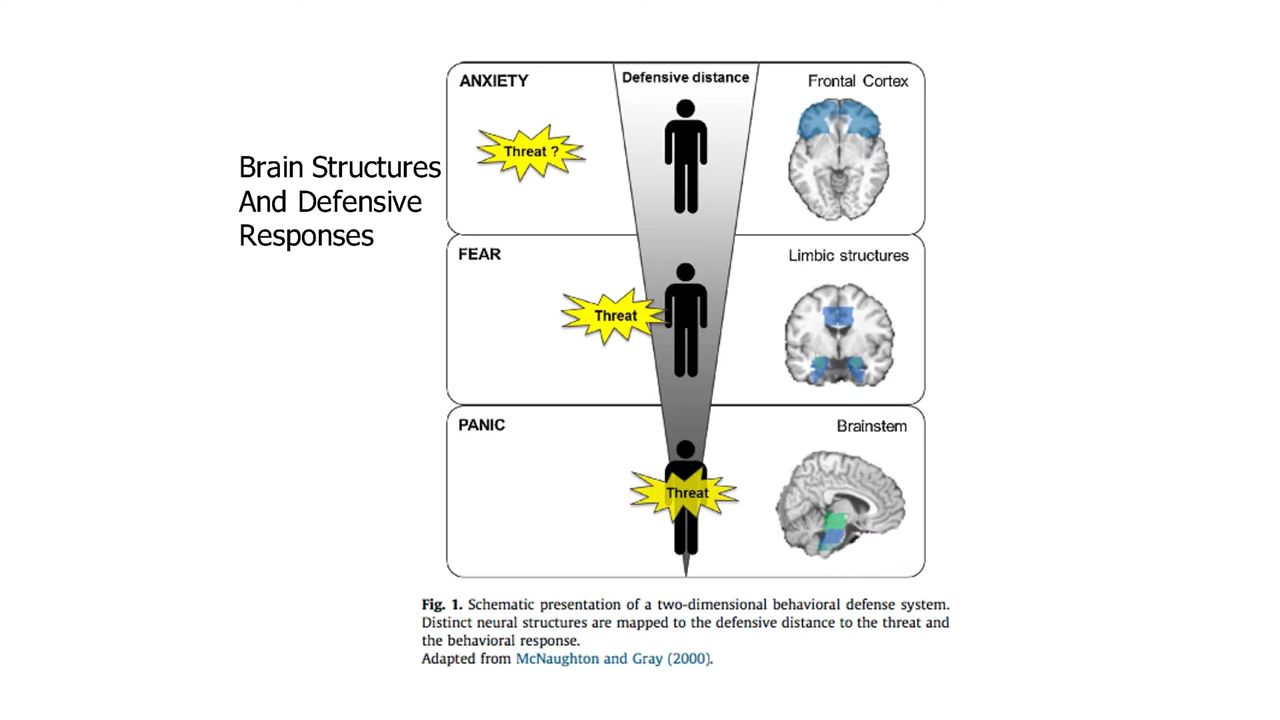 Brain Structures
And Defensive
Responses
ANXIETY
Defensive distance
Frontal Cortex
Threat ?
FEAR
Limbic structures
Threat
PANIC
Brainstem
Threat
Fig. 1. Schematic presentation of a two-dimensional behavioral defense system.
Distinct neural structures are mapped to the defensive distance to the threat and
the behavioral response.
Adapted from McNaughton and Gray (2000).